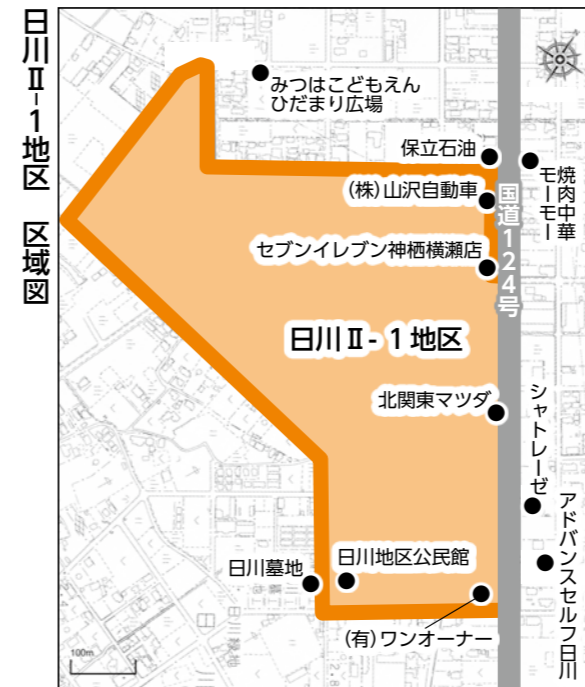 日川Ⅱ-1地区 区域図
みつはこどもえん
ひだまり広場
保立石油
焼肉中華
モーモー
(株)山沢自動車
国道124号
セブンイレブン神栖横瀬店
日川Ⅱ-1地区
北関東マツダ
シャトレーゼ
アドバンスセルフ日川
日川地区公民館
日川墓地
(有)ワンオーナー
100m